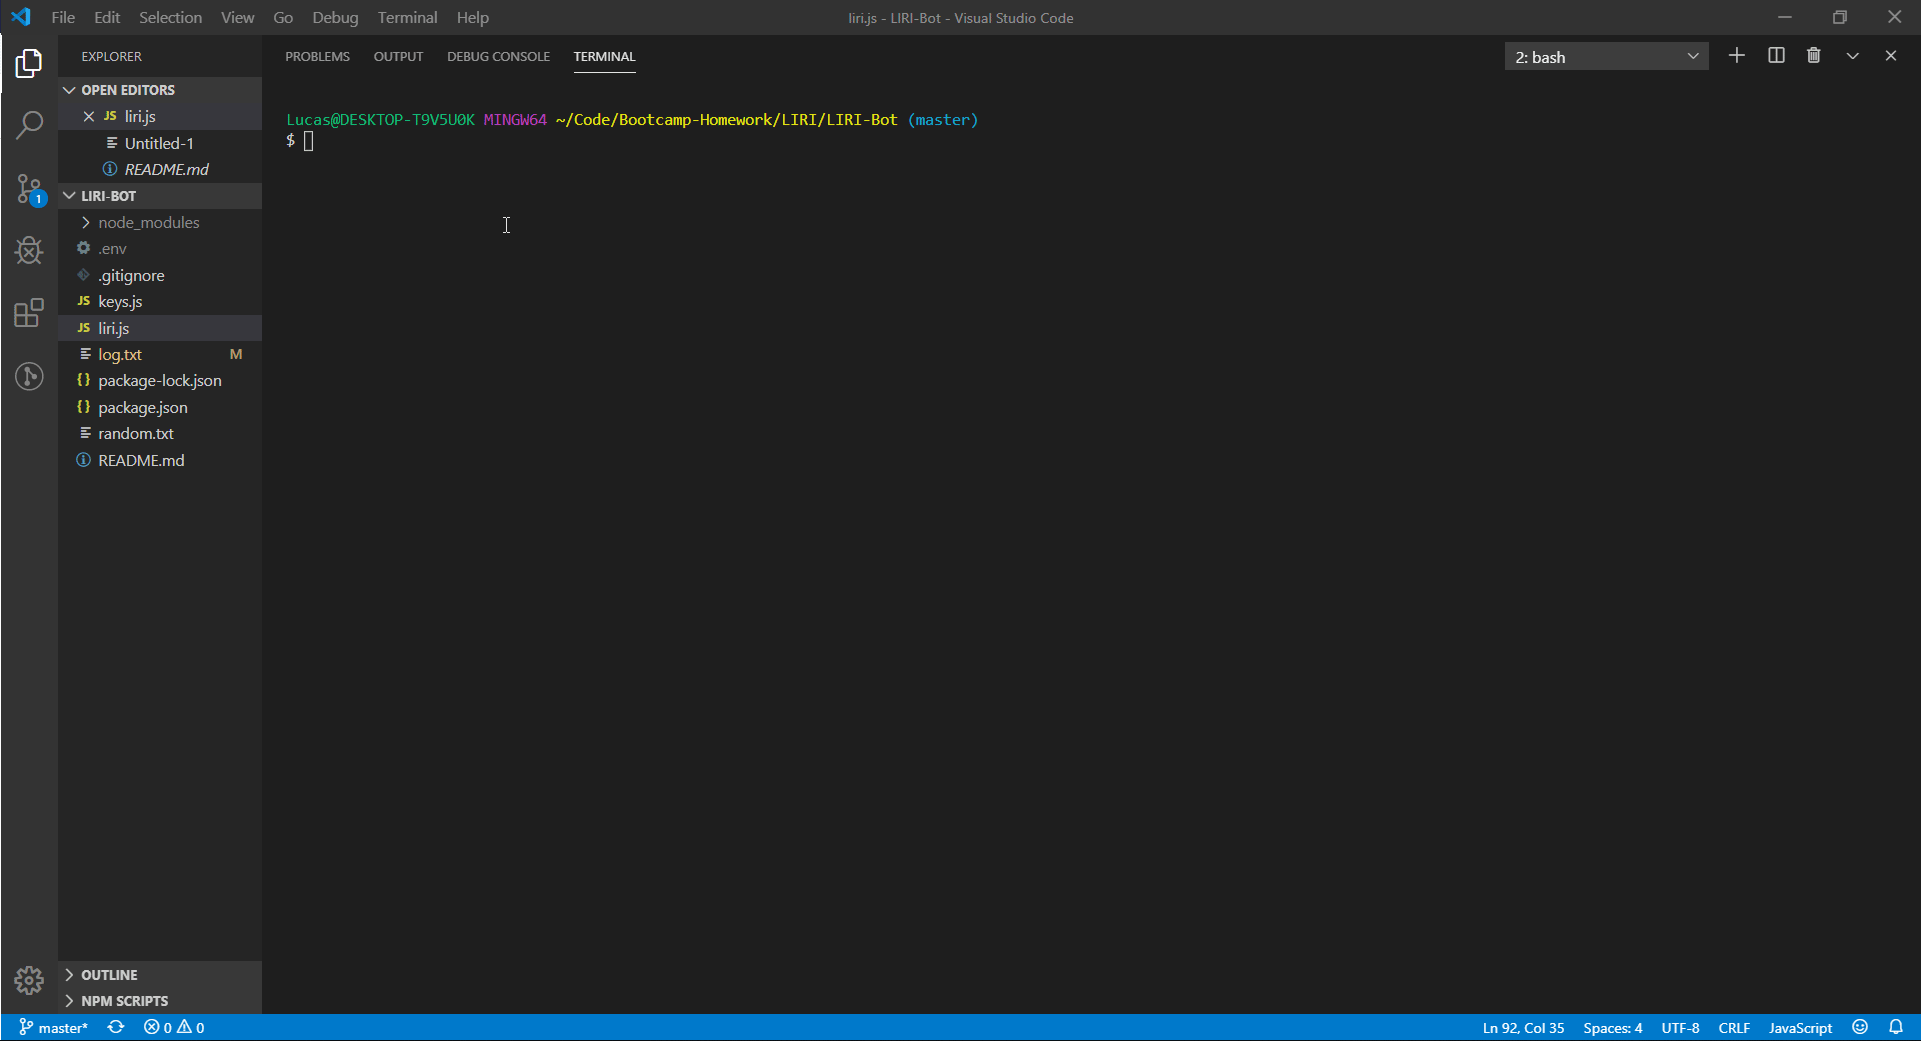 File Edit Selection View Go Debug Terminal Help
liri.js - LIRI-Bot - Visual Studio Code
EXPLORER
OPEN EDITORS
JS liri.js
Untitled-1
README.md
LIRI-BOT
node_modules
.env
.gitignore
JS keys.js
JS liri.js
log.txt M
{} package-lock.json
{} package.json
random.txt
README.md
OUTLINE
NPM SCRIPTS
1
PROBLEMS OUTPUT DEBUG CONSOLE TERMINAL
2: bash
Lucas@DESKTOP-T9V5U0K MINGW64 ~/Code/Bootcamp-Homework/LIRI/LIRI-Bot (master)
$
master* 0 0
Ln 92, Col 35 Spaces: 4 UTF-8 CRLF JavaScript